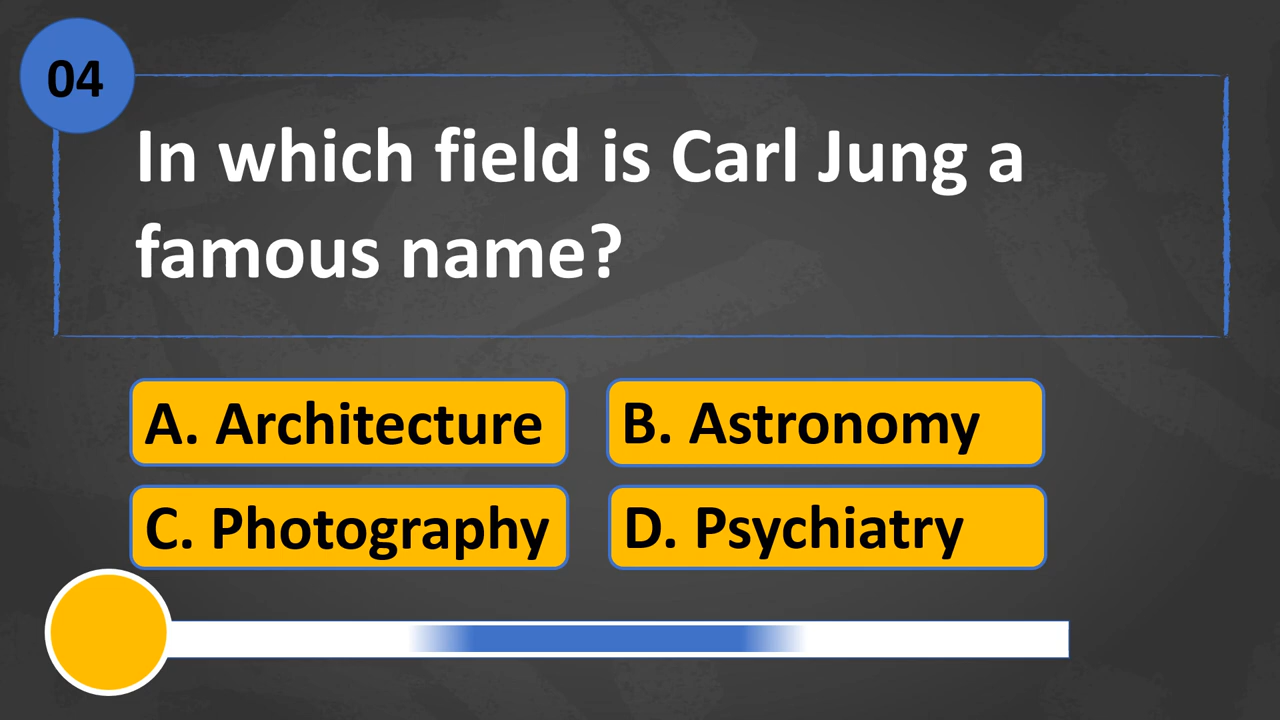 04
In which field is Carl Jung a
famous name?
A. Architecture
B. Astronomy
C. Photography
D. Psychiatry